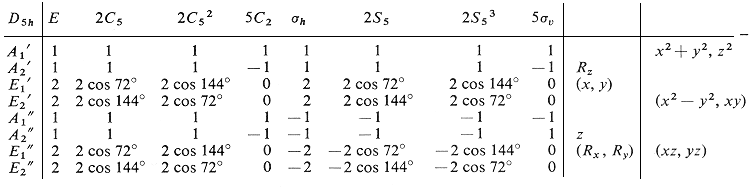 D₅ₕ E 2C₅ 2C₅² 5C₂ σₕ 2S₅ 2S₅³ 5σᵥ
A₁′ 1 1 1 1 1 1 1 1 x² + y², z²
A₂′ 1 1 1 −1 1 1 1 −1 R_z
E₁′ 2 2 cos 72° 2 cos 144° 0 2 2 cos 72° 2 cos 144° 0 (x, y)
E₂′ 2 2 cos 144° 2 cos 72° 0 2 2 cos 144° 2 cos 72° 0 (x² − y², xy)
A₁″ 1 1 1 1 −1 −1 −1 −1
A₂″ 1 1 1 −1 −1 −1 −1 1 z
E₁″ 2 2 cos 72° 2 cos 144° 0 −2 −2 cos 72° −2 cos 144° 0 (Rₓ, R_y) (xz, yz)
E₂″ 2 2 cos 144° 2 cos 72° 0 −2 −2 cos 144° −2 cos 72° 0